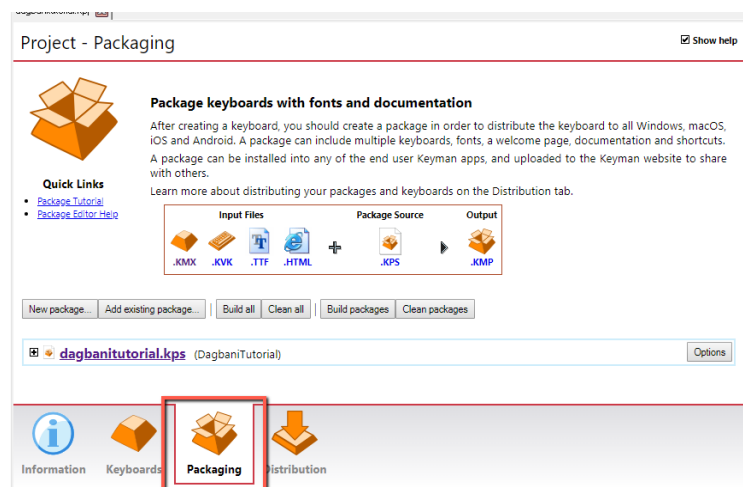 Project - Packaging
Show help
Package keyboards with fonts and documentation
After creating a keyboard, you should create a package in order to distribute the keyboard to all Windows, macOS,
iOS and Android. A package can include multiple keyboards, fonts, a welcome page, documentation and shortcuts.
A package can be installed into any of the end user Keyman apps, and uploaded to the Keyman website to share
with others.
Learn more about distributing your packages and keyboards on the Distribution tab.
Quick Links
Package Tutorial
Package Editor Help
Input Files Package Source Output
.KMX .KVK .TTF .HTML .KPS .KMP
New package... Add existing package... Build all Clean all Build packages Clean packages
dagbanitutorial.kps (DagbaniTutorial) Options
Information Keyboards Packaging Distribution